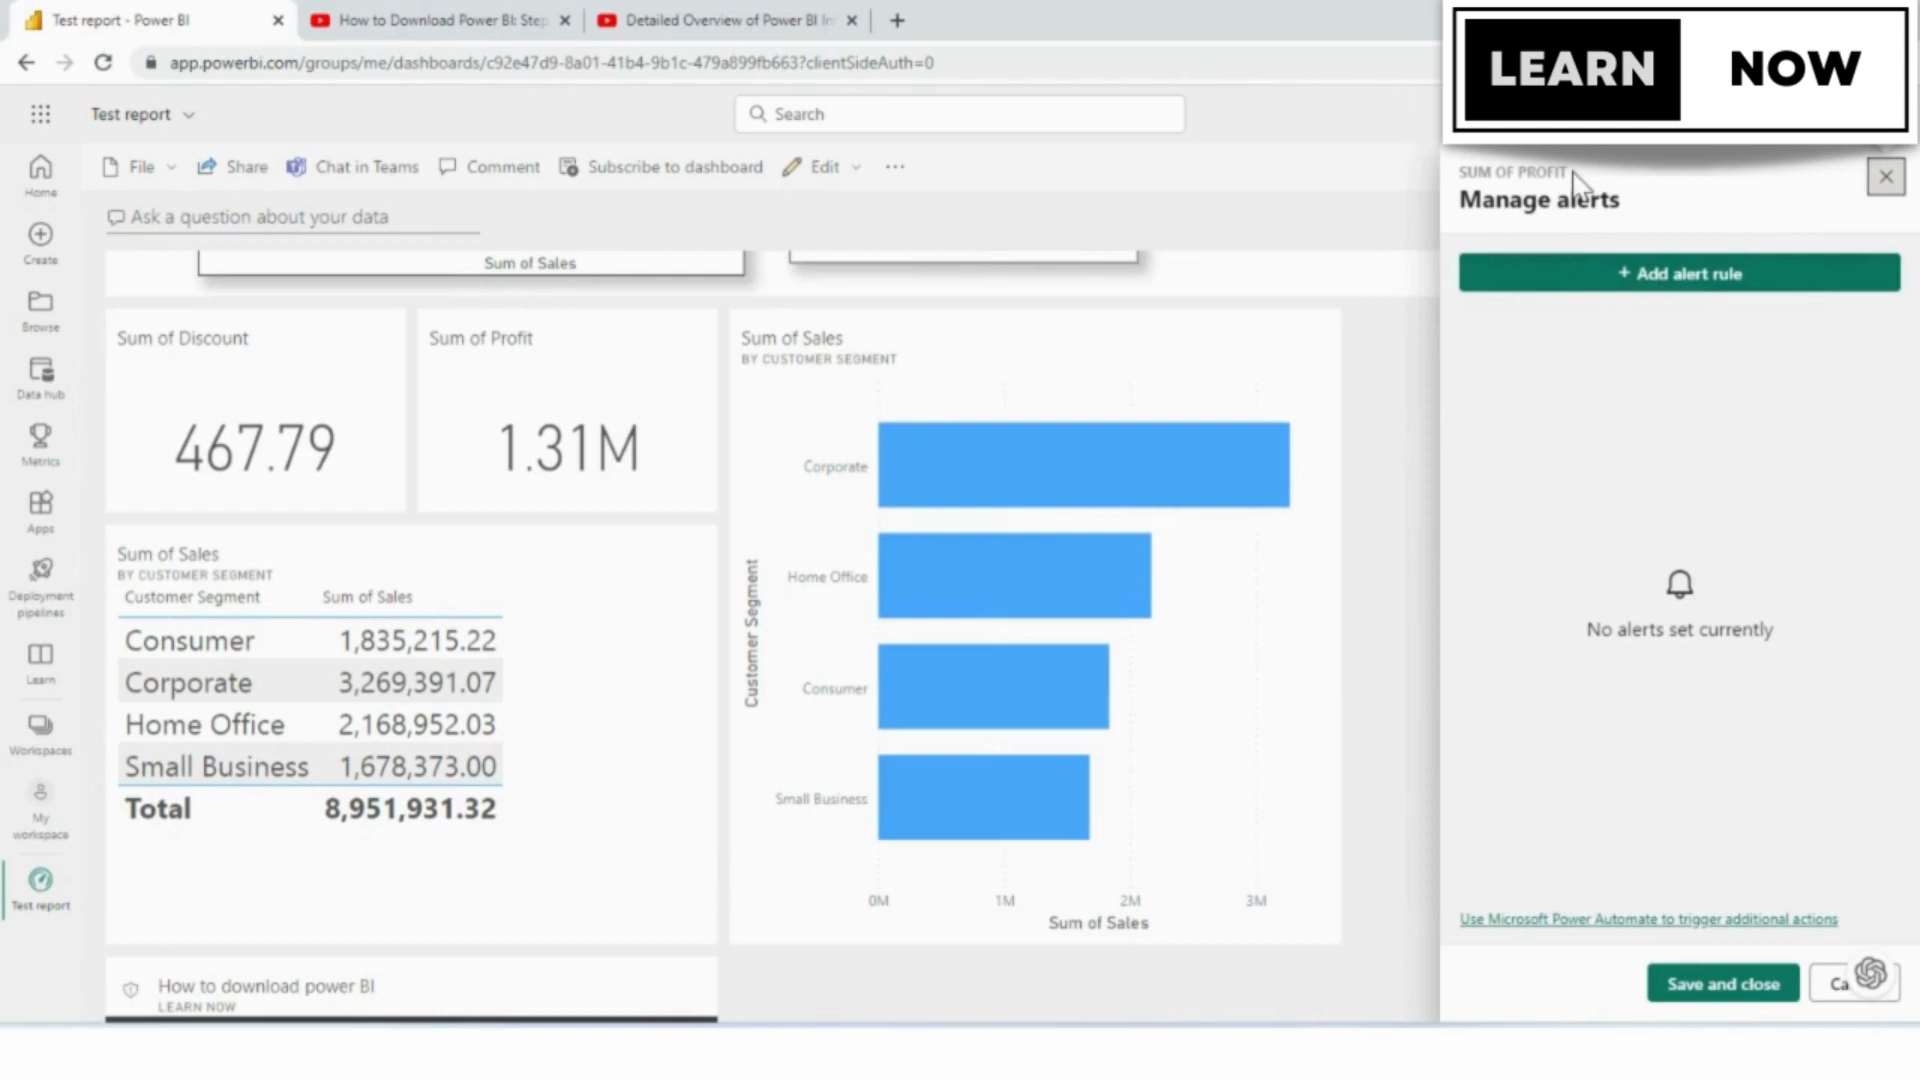 Test report - Power BI
How to Download Power BI: Step
Detailed Overview of Power BI In
app.powerbi.com/groups/me/dashboards/c92e47d9-8a01-41b4-9b1c-479a899fb663?clientSideAuth=0
LEARN NOW
Test report
Search
File
Share
Chat in Teams
Comment
Subscribe to dashboard
Edit
Ask a question about your data
Home
Create
Browse
Data hub
Metrics
Apps
Deployment
pipelines
Learn
Workspaces
My
workspace
Test report
Sum of Sales
Sum of Discount
467.79
Sum of Profit
1.31M
Sum of Sales
BY CUSTOMER SEGMENT
Customer Segment Sum of Sales
Consumer 1,835,215.22
Corporate 3,269,391.07
Home Office 2,168,952.03
Small Business 1,678,373.00
Total 8,951,931.32
Sum of Sales
BY CUSTOMER SEGMENT
Customer Segment
Corporate
Home Office
Consumer
Small Business
0M 1M 2M 3M
Sum of Sales
How to download power BI
LEARN NOW
SUM OF PROFIT
Manage alerts
+ Add alert rule
No alerts set currently
Use Microsoft Power Automate to trigger additional actions
Save and close